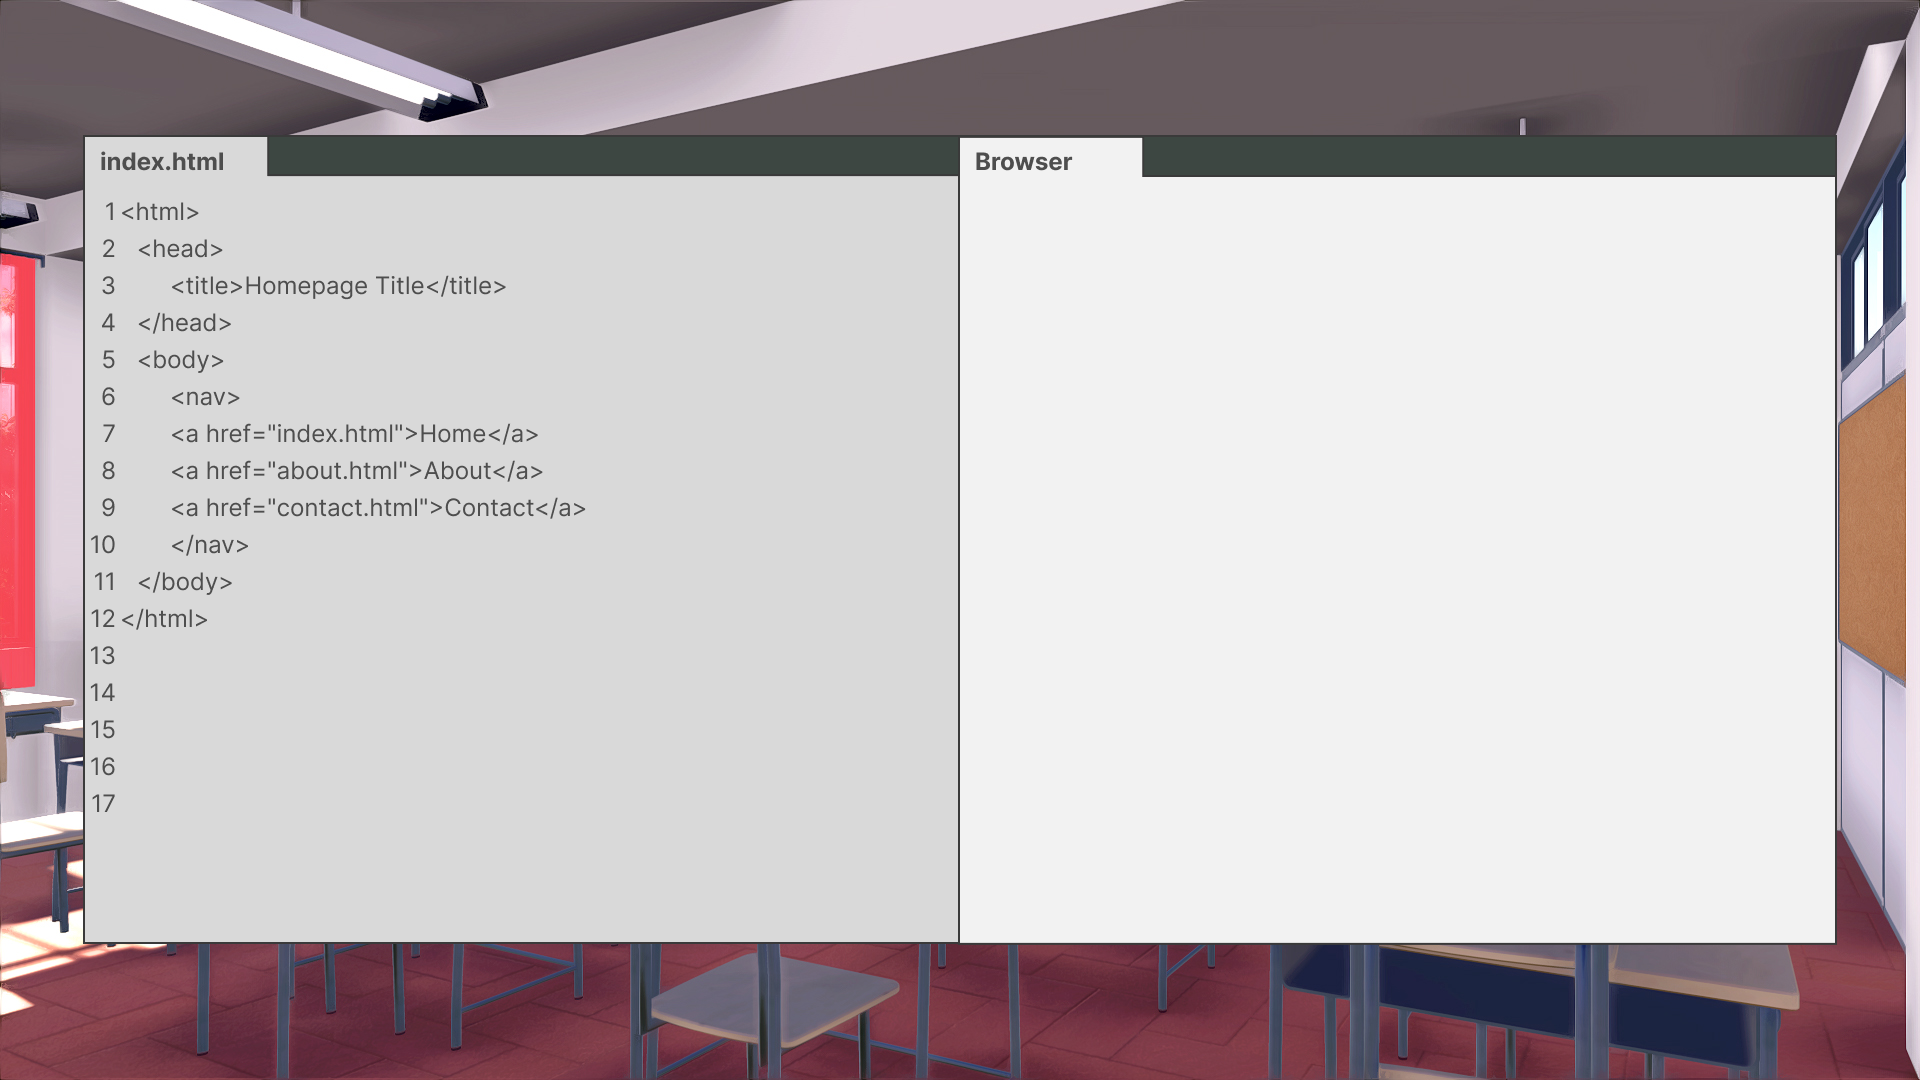 index.html
Browser
1 <html>
2 <head>
3 <title>Homepage Title</title>
4 </head>
5 <body>
6 <nav>
7 <a href="index.html">Home</a>
8 <a href="about.html">About</a>
9 <a href="contact.html">Contact</a>
10 </nav>
11 </body>
12 </html>
13
14
15
16
17